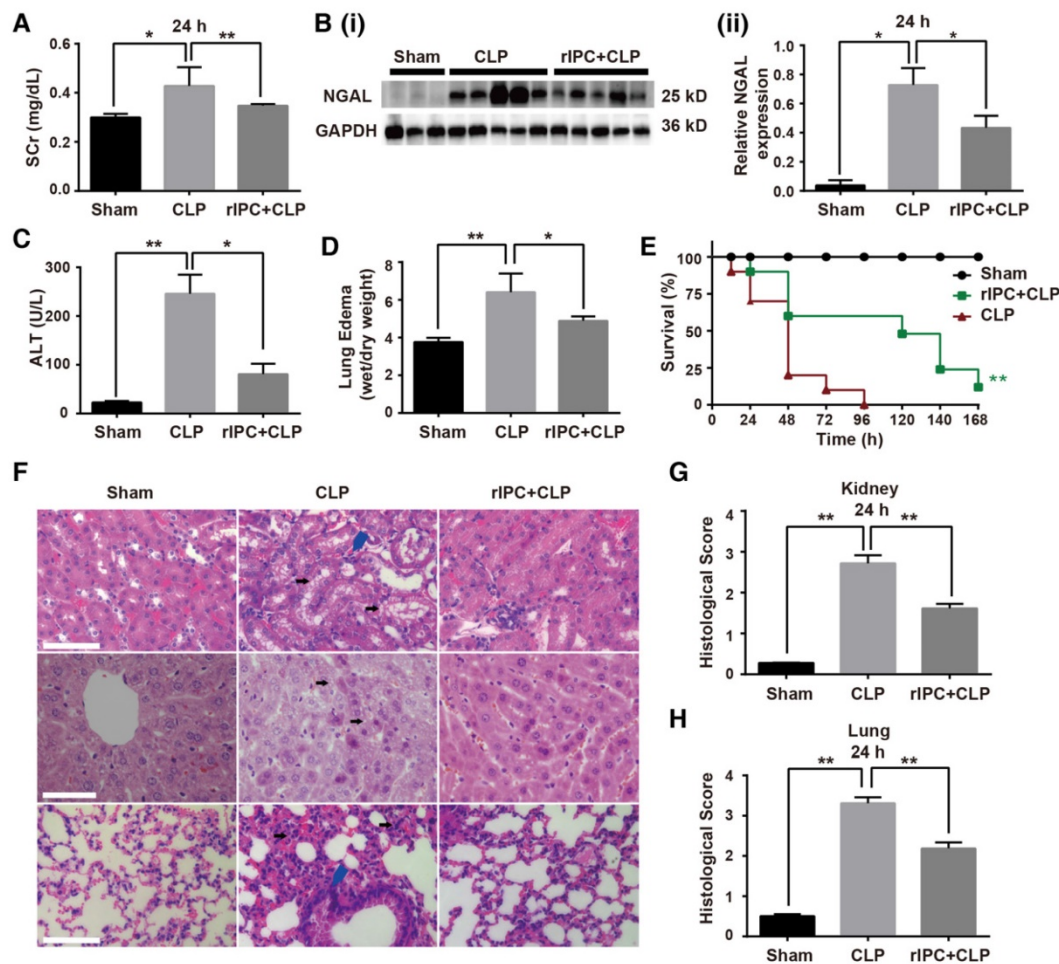 A
24 h
*
**
SCr (mg/dL)
0.6
0.4
0.2
0.0
Sham
CLP
rIPC+CLP
B (i)
Sham
CLP
rIPC+CLP
NGAL
25 kD
GAPDH
36 kD
(ii)
24 h
*
*
Relative NGAL
expression
1.0
0.8
0.6
0.4
0.2
0.0
Sham
CLP
rIPC+CLP
C
**
*
ALT (U/L)
300
200
100
0
Sham
CLP
rIPC+CLP
D
**
*
Lung Edema
(wet/dry weight)
8
6
4
2
0
Sham
CLP
rIPC+CLP
E
Survival (%)
100
75
50
25
0
0
24
48
72
96
120
140
168
Time (h)
Sham
rIPC+CLP
CLP
**
F
Sham
CLP
rIPC+CLP
G
Kidney
24 h
**
**
Histological Score
4
3
2
1
0
Sham
CLP
rIPC+CLP
H
Lung
24 h
**
**
Histological Score
4
3
2
1
0
Sham
CLP
rIPC+CLP